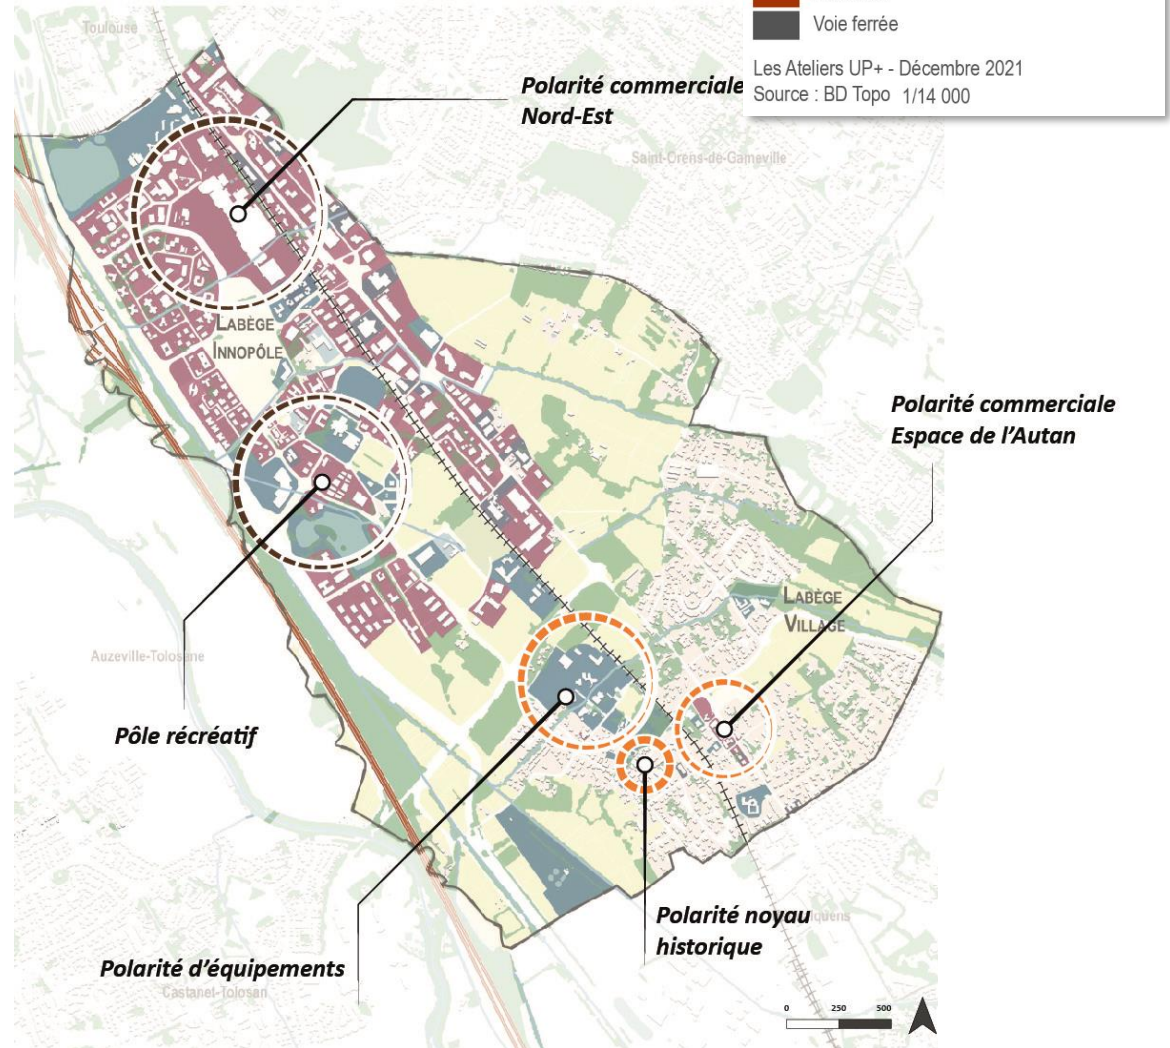 Voie ferrée
Les Ateliers UP+ - Décembre 2021
Source : BD Topo 1/14 000
Toulouse
Polarité commerciale
Nord-Est
Saint-Orens-de-Gameville
LABÈGE
INNOPÔLE
Polarité commerciale
Espace de l'Autan
LABÈGE
VILLAGE
Auzeville-Tolosane
Pôle récréatif
Polarité noyau
historique
Polarité d'équipements
Castanet-Tolosan
0 250 500